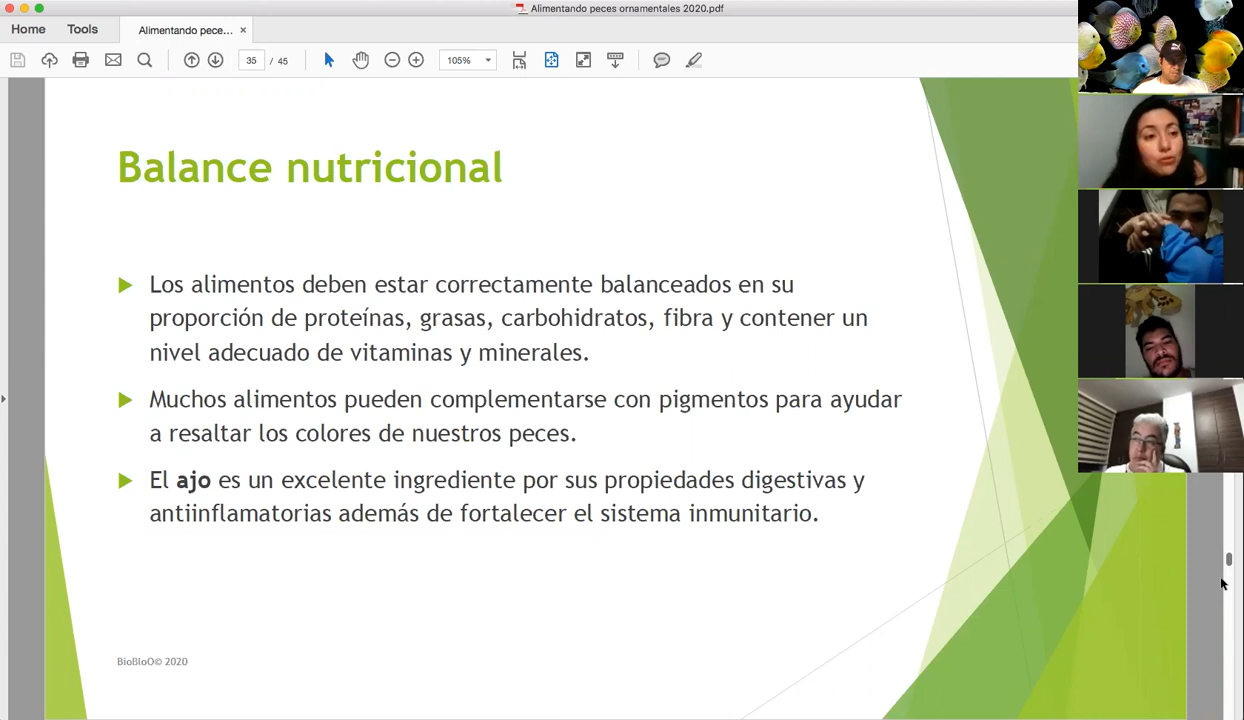 Alimentando peces ornamentales 2020.pdf
Home Tools Alimentando pece... ×
35 / 45 105%
Balance nutricional
Los alimentos deben estar correctamente balanceados en su
proporción de proteínas, grasas, carbohidratos, fibra y contener un
nivel adecuado de vitaminas y minerales.
Muchos alimentos pueden complementarse con pigmentos para ayudar
a resaltar los colores de nuestros peces.
El ajo es un excelente ingrediente por sus propiedades digestivas y
antiinflamatorias además de fortalecer el sistema inmunitario.
BioBloO© 2020